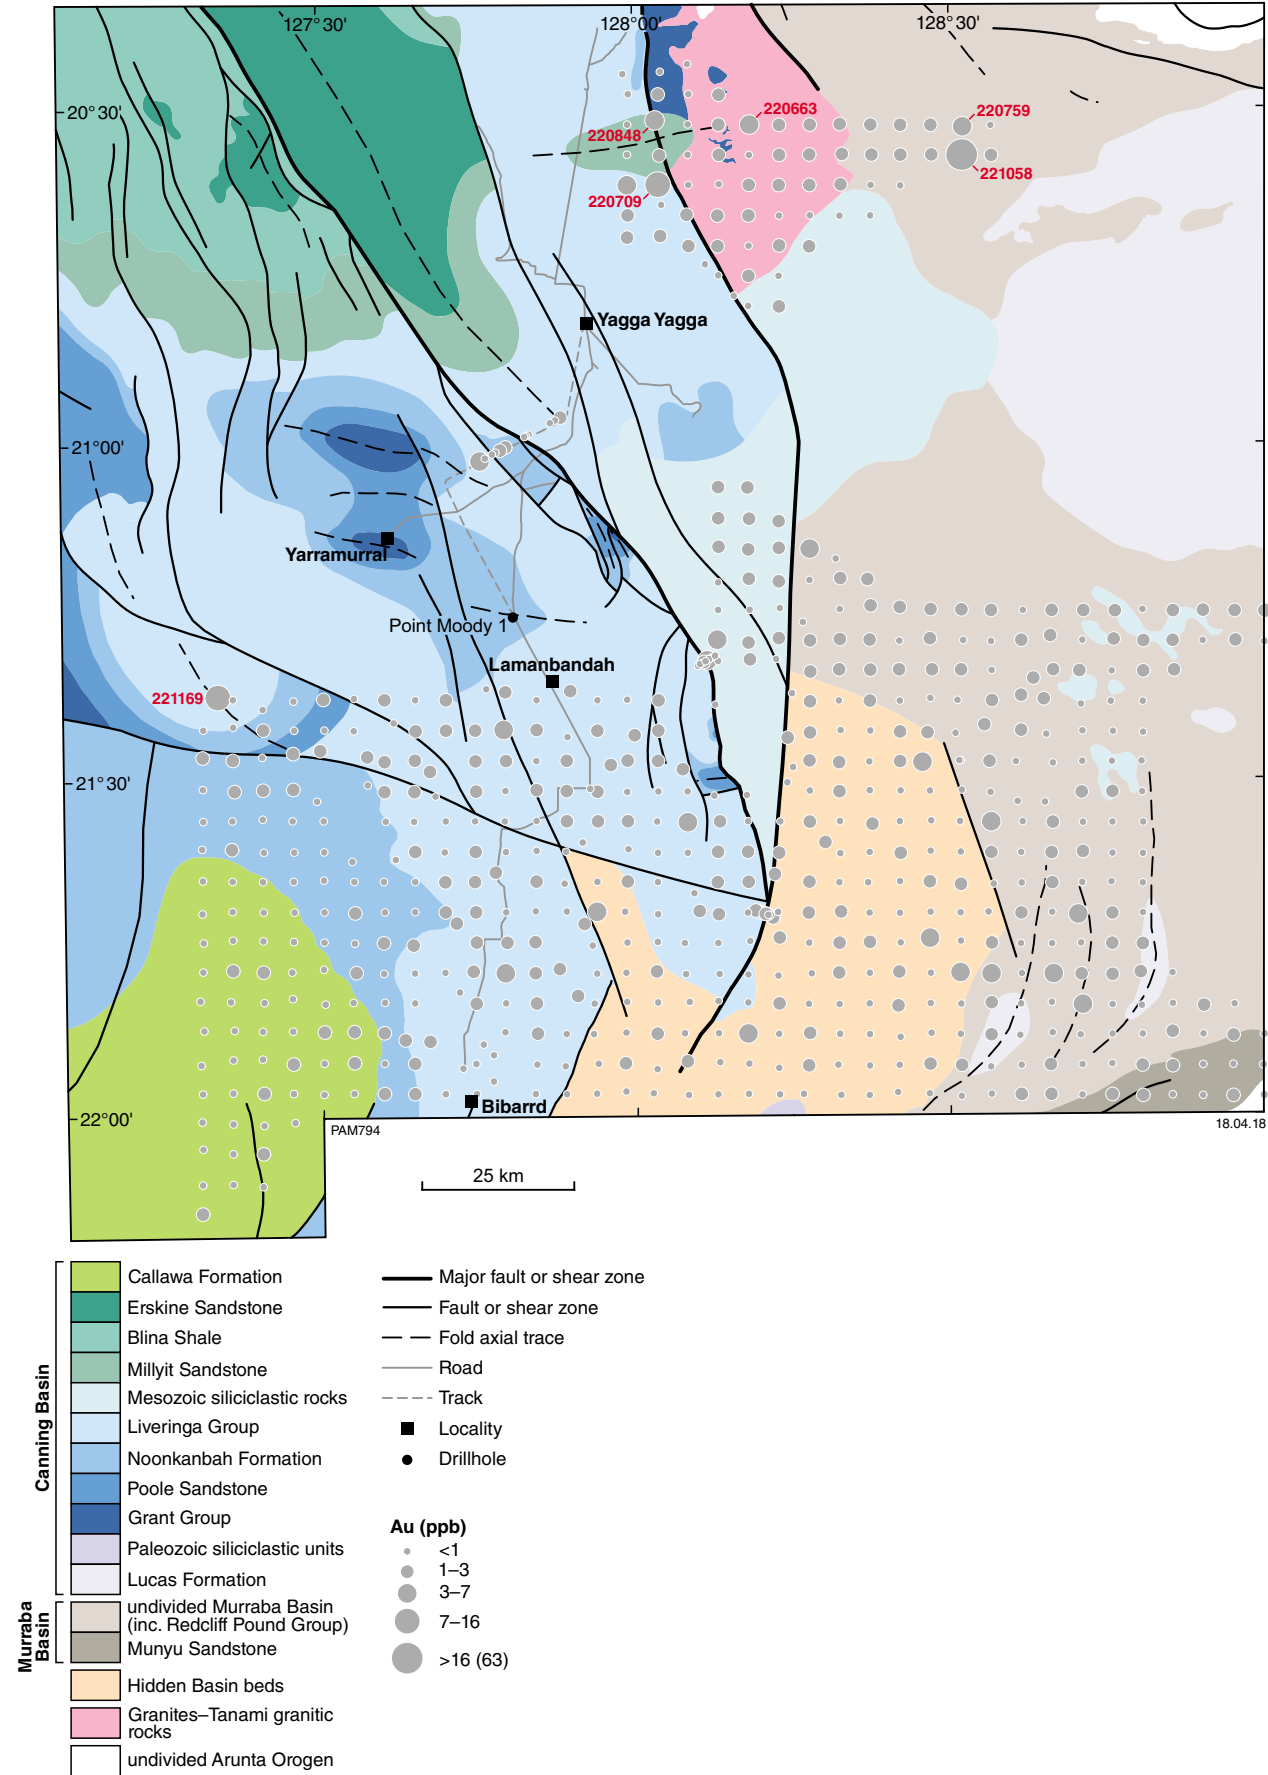 127°30'
128°00'
128°30'
20°30'
220663
220759
220848
221058
220709
Yagga Yagga
21°00'
Yarramurral
Point Moody 1
Lamanbandah
221169
21°30'
Bibarrd
22°00'
PAM794
18.04.18
25 km
Canning Basin
Callawa Formation
Erskine Sandstone
Blina Shale
Millyit Sandstone
Mesozoic siliciclastic rocks
Liveringa Group
Noonkanbah Formation
Poole Sandstone
Grant Group
Paleozoic siliciclastic units
Lucas Formation
Murraba
Basin
undivided Murraba Basin
(inc. Redcliff Pound Group)
Munyu Sandstone
Hidden Basin beds
Granites–Tanami granitic
rocks
undivided Arunta Orogen
Major fault or shear zone
Fault or shear zone
Fold axial trace
Road
Track
Locality
Drillhole
Au (ppb)
<1
1–3
3–7
7–16
>16 (63)